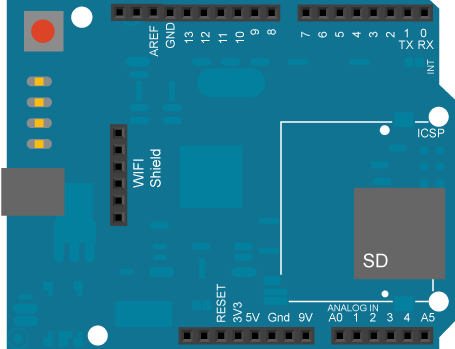 AREF
GND
13
12
11
10
9
8
7
6
5
4
3
2
1
0
TX RX
INT
ICSP
WIFI
Shield
SD
RESET
3V3
5V
Gnd
9V
ANALOG IN
A0 1 2 3 4 A5